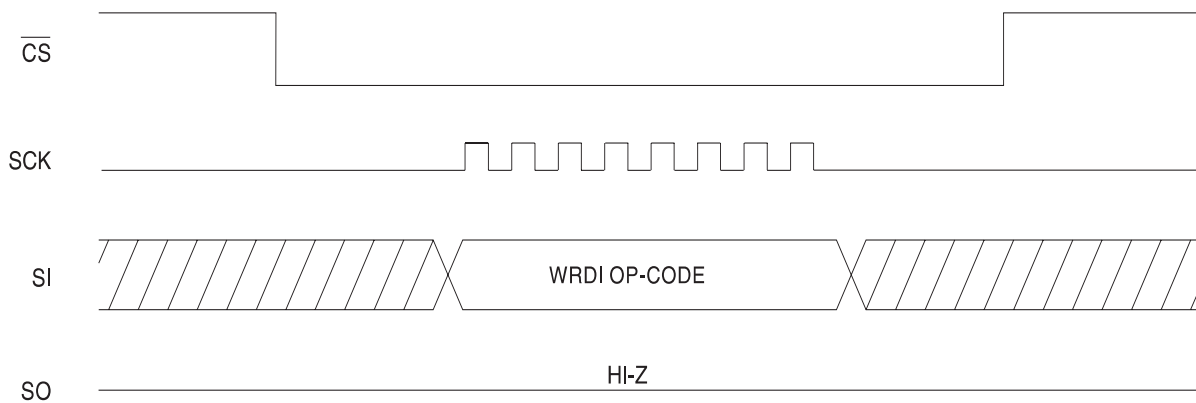 CS
SCK
SI
WRDI OP-CODE
HI-Z
SO